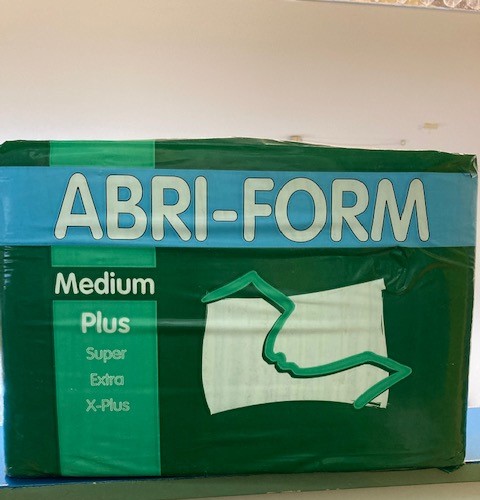 ABRI-FORM
Medium
Plus
Super
Extra
X-Plus